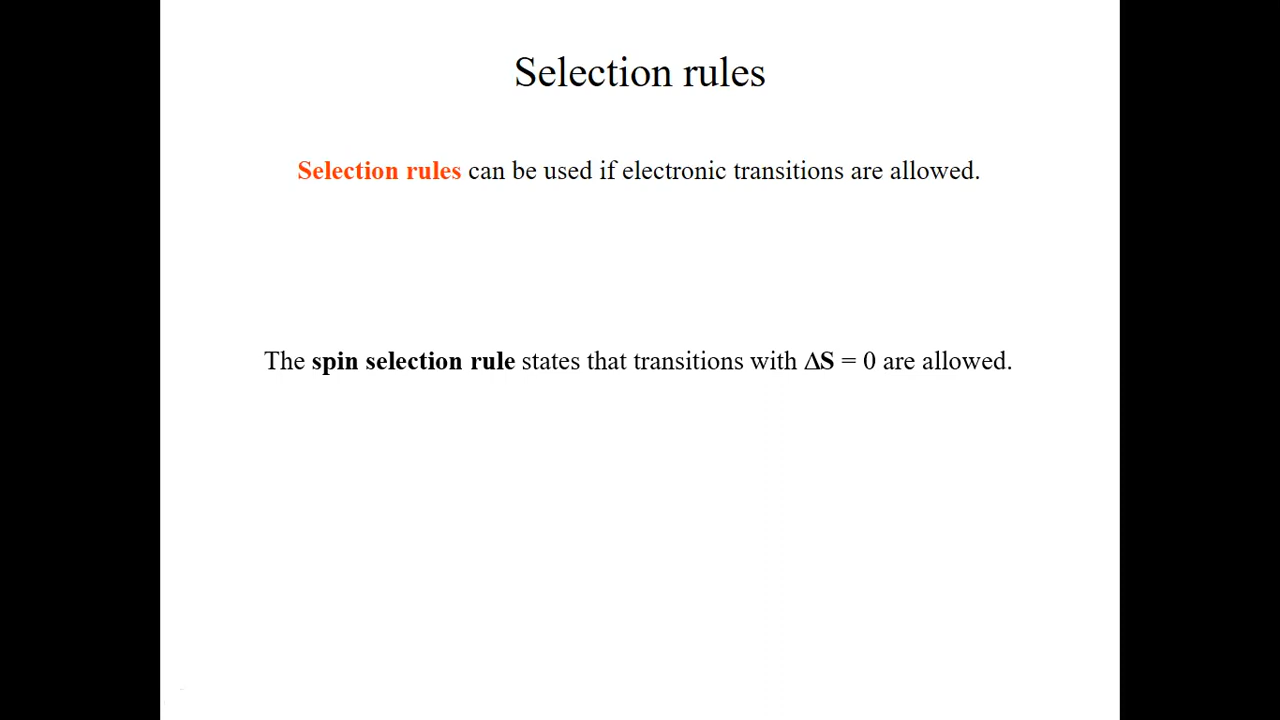 Selection rules
Selection rules can be used if electronic transitions are allowed.
The spin selection rule states that transitions with ΔS = 0 are allowed.